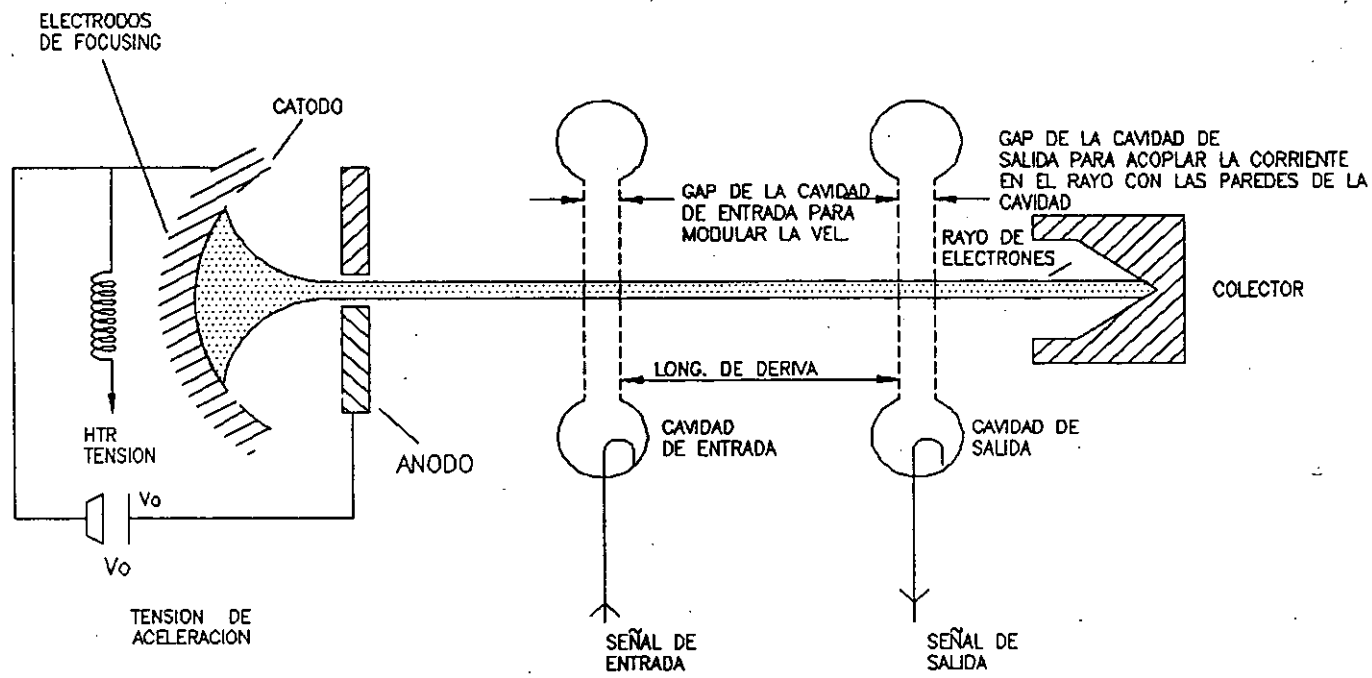 ELECTRODOS
DE FOCUSING
CATODO
GAP DE LA CAVIDAD DE
SALIDA PARA ACOPLAR LA CORRIENTE
EN EL RAYO CON LAS PAREDES DE LA
CAVIDAD
GAP DE LA CAVIDAD
DE ENTRADA PARA
MODULAR LA VEL.
RAYO DE
ELECTRONES
COLECTOR
LONG. DE DERIVA
HTR
TENSION
ANODO
CAVIDAD
DE ENTRADA
CAVIDAD DE
SALIDA
Vo
Vo
TENSION DE
ACELERACION
SEÑAL DE
ENTRADA
SEÑAL DE
SALIDA